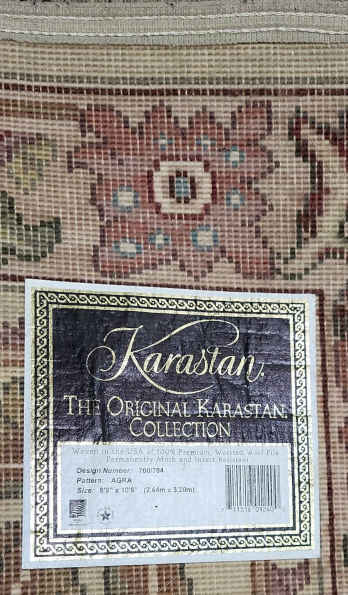 Karastan®
THE ORIGINAL KARASTAN®
COLLECTION
Woven in the USA of 100% Premium, Worsted Wool Pile
Permanently Moth and Insect Resistant
Design Number: 700/784
Pattern: AGRA
Size: 8'8" x 10'6" (2.64m x 3.20m)